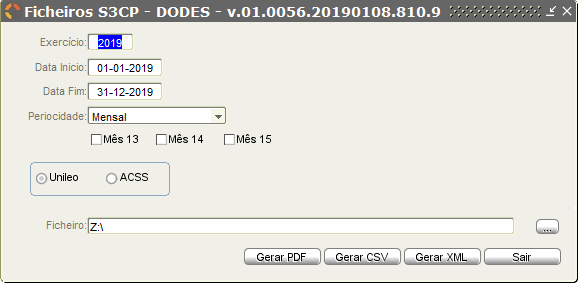 Ficheiros S3CP - DODES - v.01.0056.20190108.810.9
Exercício: 2019
Data Inicio: 01-01-2019
Data Fim: 31-12-2019
Periocidade: Mensal
Mês 13 Mês 14 Mês 15
Unileo ACSS
Ficheiro: Z:\ ...
Gerar PDF Gerar CSV Gerar XML Sair